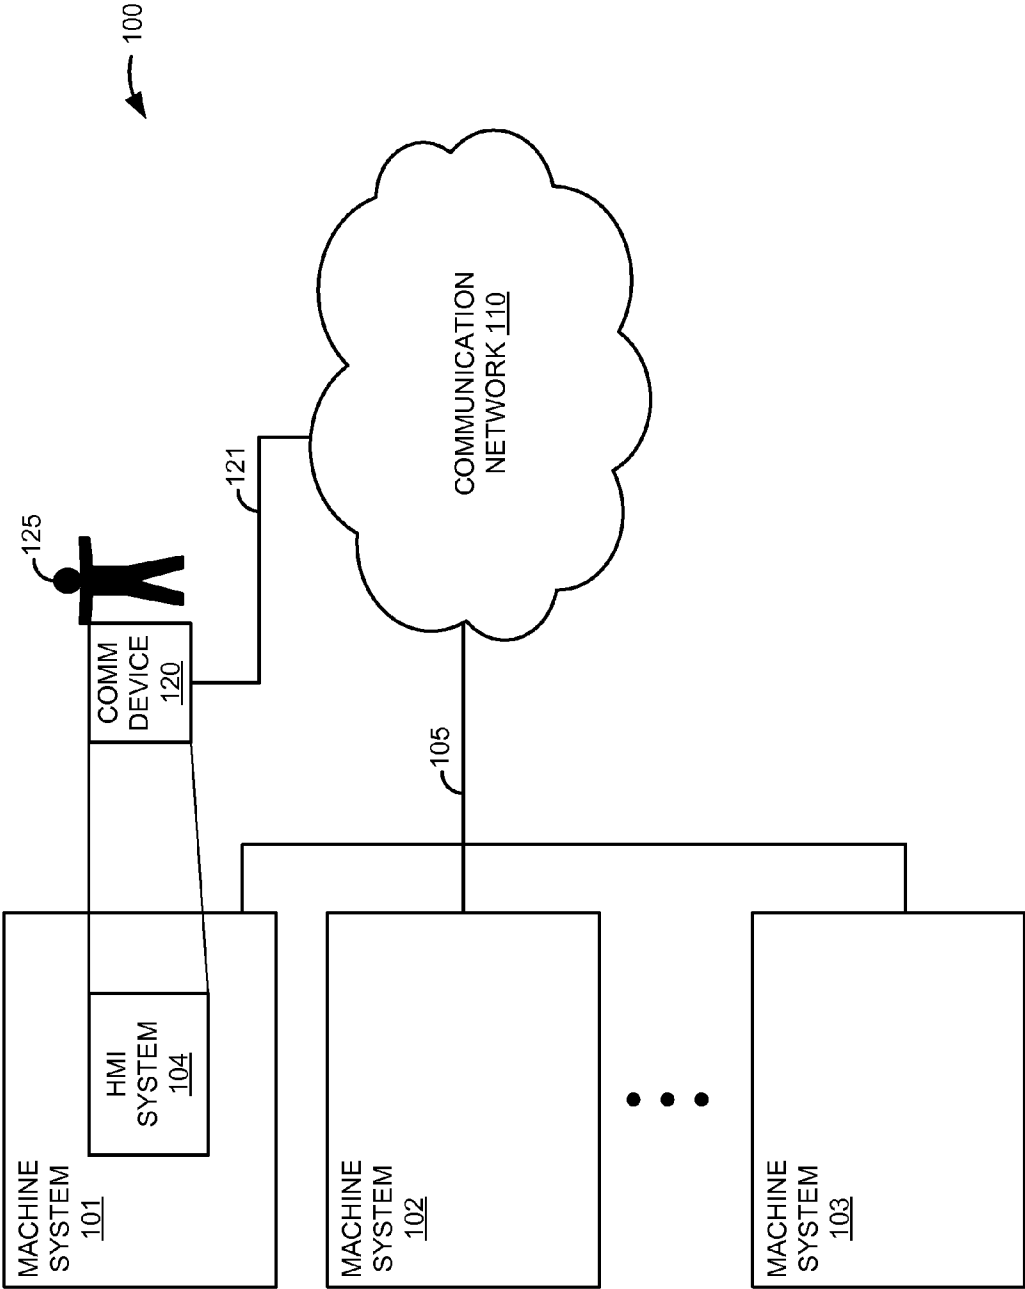 100
125
121
COMM
DEVICE
120
COMMUNICATION
NETWORK 110
105
HMI
SYSTEM
104
MACHINE
SYSTEM
101
MACHINE
SYSTEM
102
MACHINE
SYSTEM
103